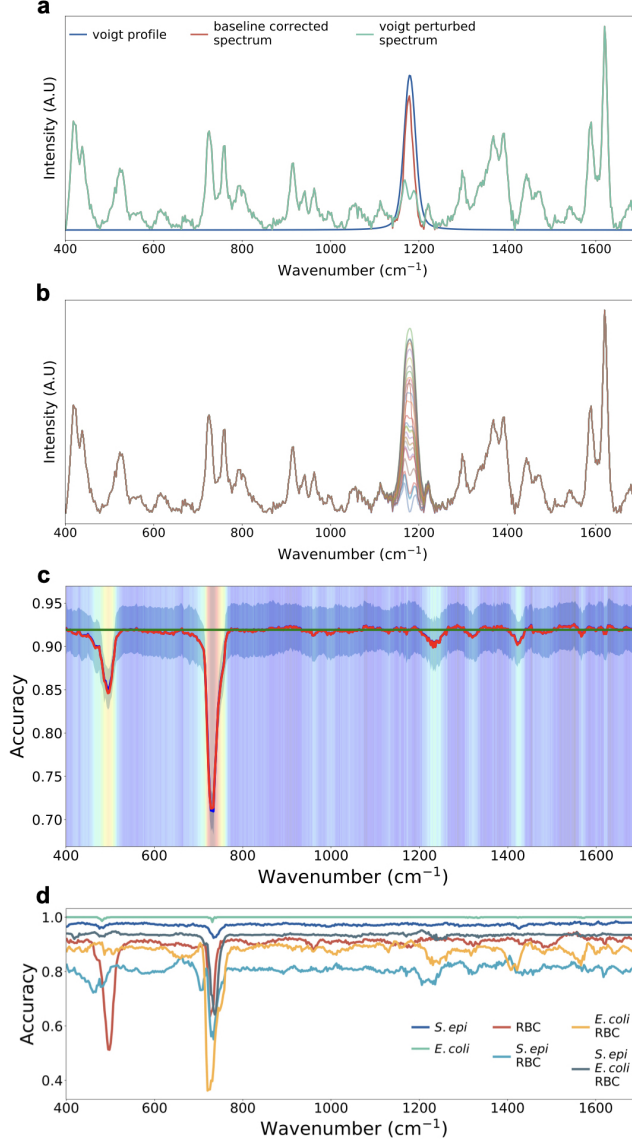 a
voigt profile
baseline corrected
spectrum
voigt perturbed
spectrum
Intensity (A.U)
400 600 800 1000 1200 1400 1600
Wavenumber (cm⁻¹)
b
Intensity (A.U)
400 600 800 1000 1200 1400 1600
Wavenumber (cm⁻¹)
c
0.95
0.90
0.85
0.80
0.75
0.70
Accuracy
400 600 800 1000 1200 1400 1600
Wavenumber (cm⁻¹)
d
1.0
0.8
0.6
0.4
Accuracy
S. epi
E. coli
RBC
S. epi
RBC
E. coli
RBC
S. epi
E. coli
RBC
400 600 800 1000 1200 1400 1600
Wavenumber (cm⁻¹)